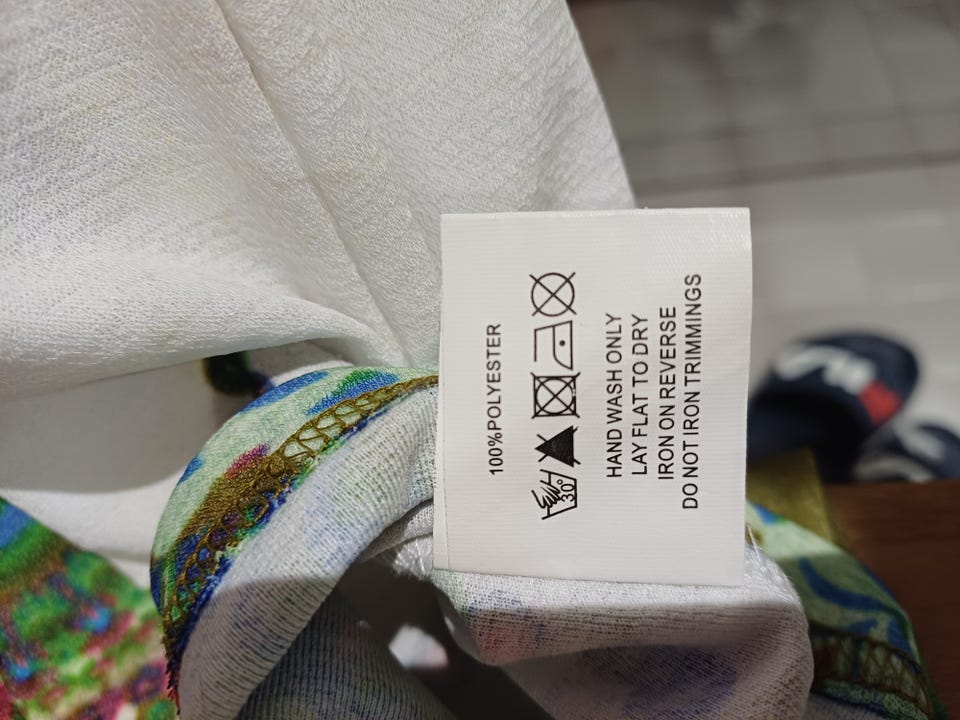 100%POLYESTER
30°
HAND WASH ONLY
LAY FLAT TO DRY
IRON ON REVERSE
DO NOT IRON TRIMMINGS